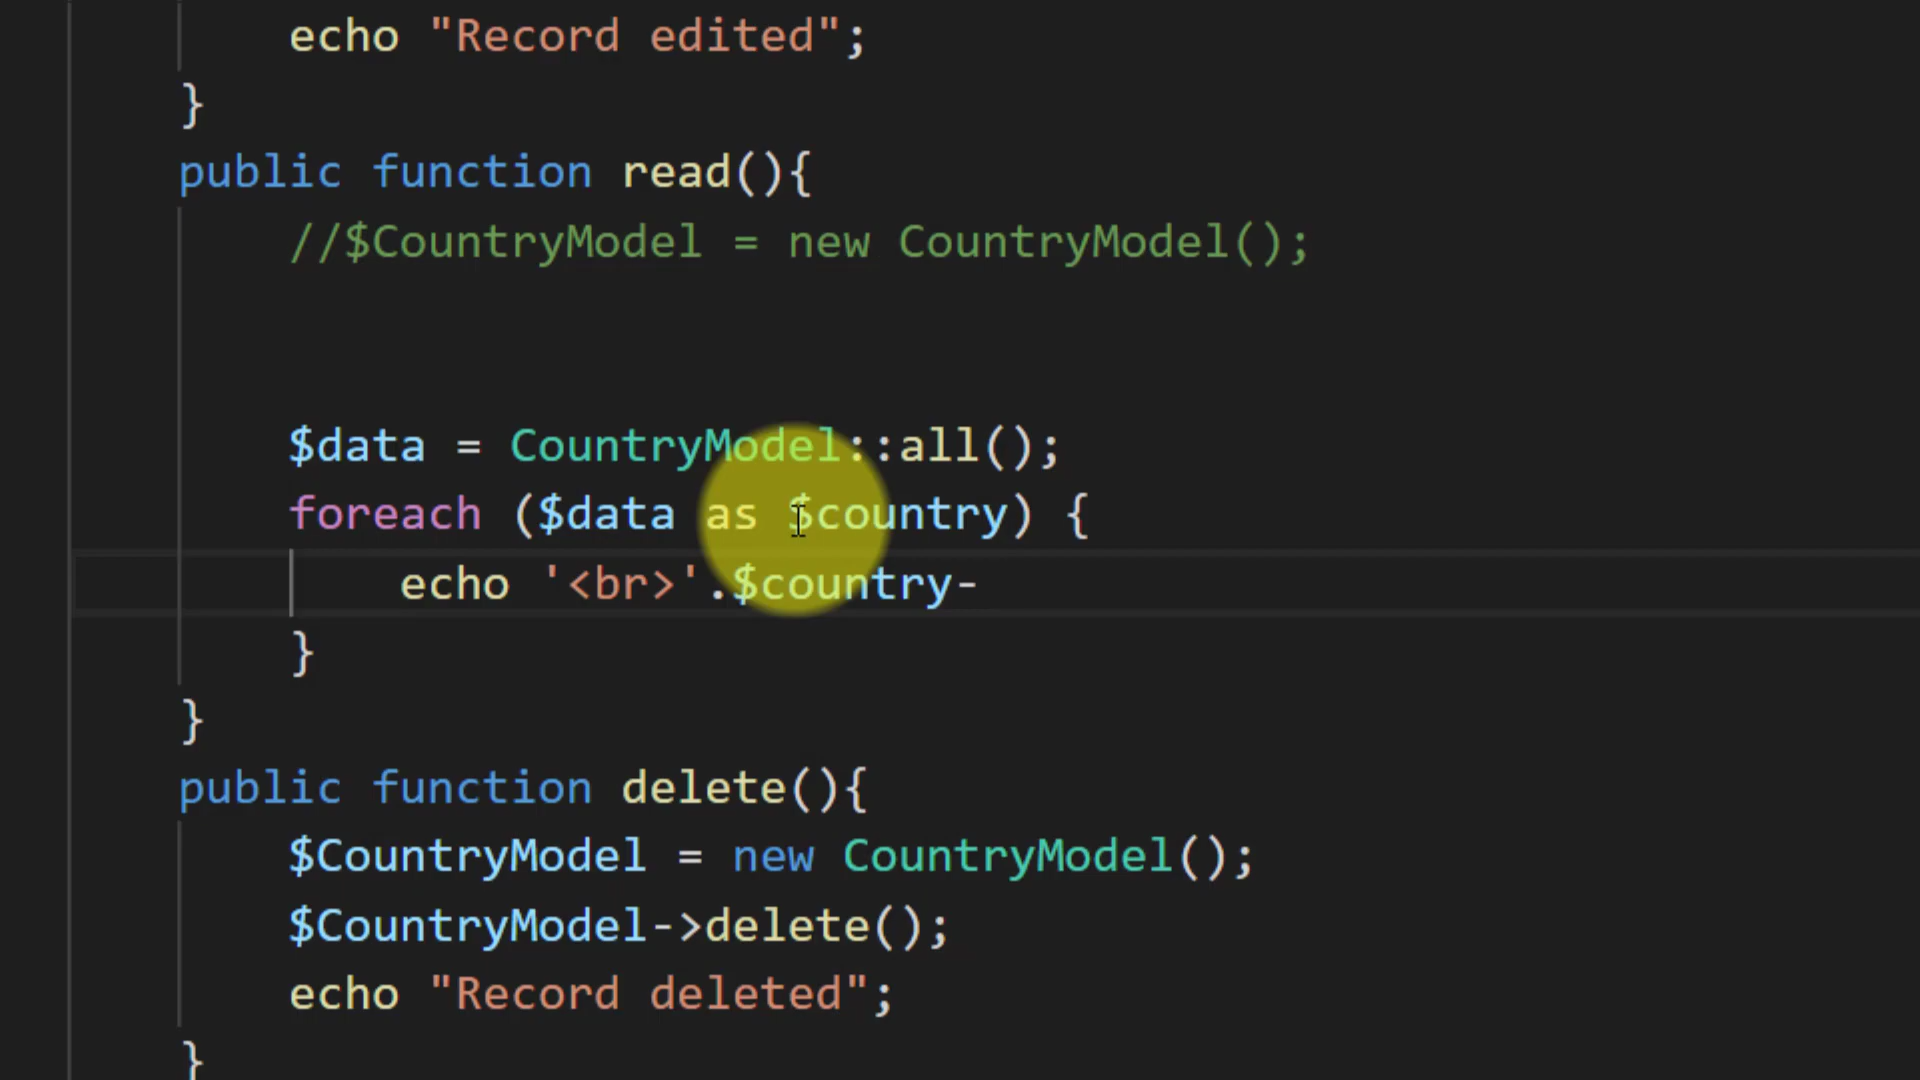 echo "Record edited";
}
public function read(){
//$CountryModel = new CountryModel();
$data = CountryModel::all();
foreach ($data as $country) {
echo '<br>'.$country-
}
}
public function delete(){
$CountryModel = new CountryModel();
$CountryModel->delete();
echo "Record deleted";
}